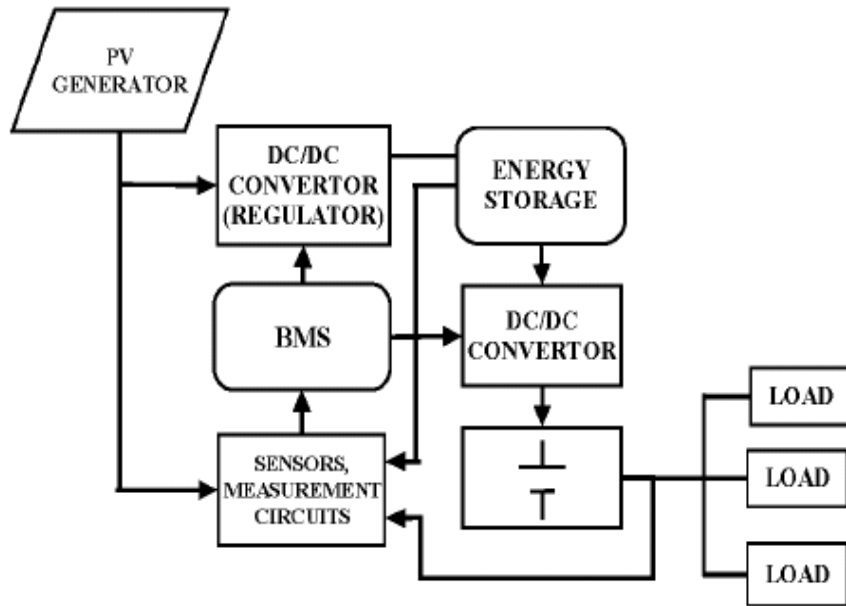 PV
GENERATOR
DC/DC
CONVERTOR
(REGULATOR)
ENERGY
STORAGE
BMS
DC/DC
CONVERTOR
LOAD
SENSORS,
MEASUREMENT
CIRCUITS
LOAD
LOAD